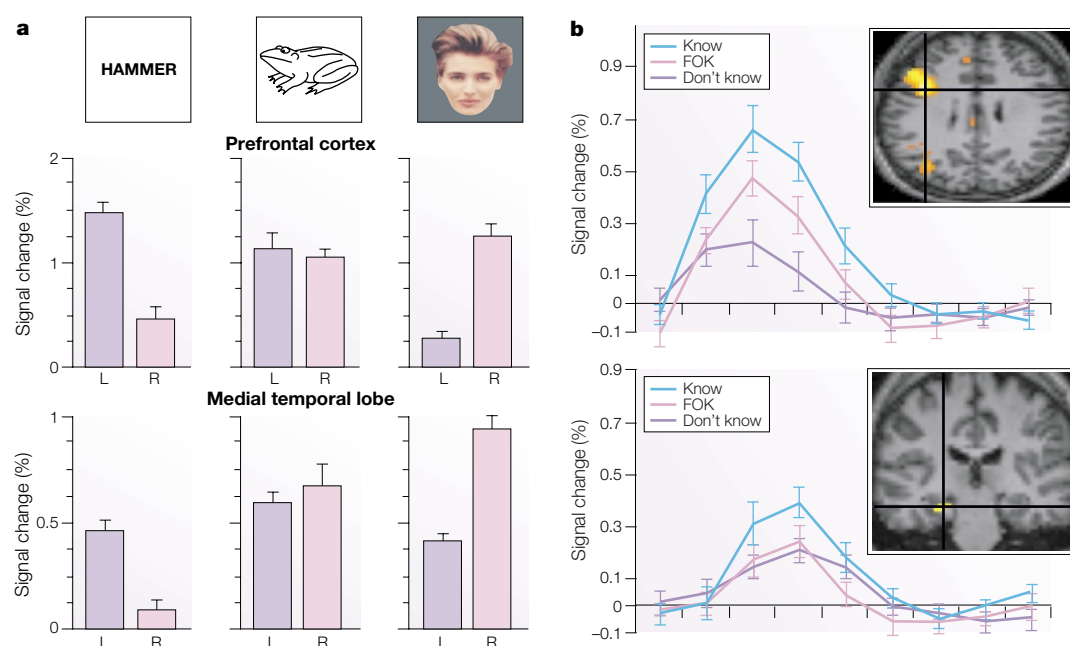 a
HAMMER
Prefrontal cortex
Signal change (%)
2
1
0
L R
L R
L R
Medial temporal lobe
Signal change (%)
1
0.5
0
L R
L R
L R
b
Know
FOK
Don't know
Signal change (%)
0.9
0.7
0.5
0.3
0.1
0
–0.1
Know
FOK
Don't know
Signal change (%)
0.9
0.7
0.5
0.3
0.1
0
–0.1